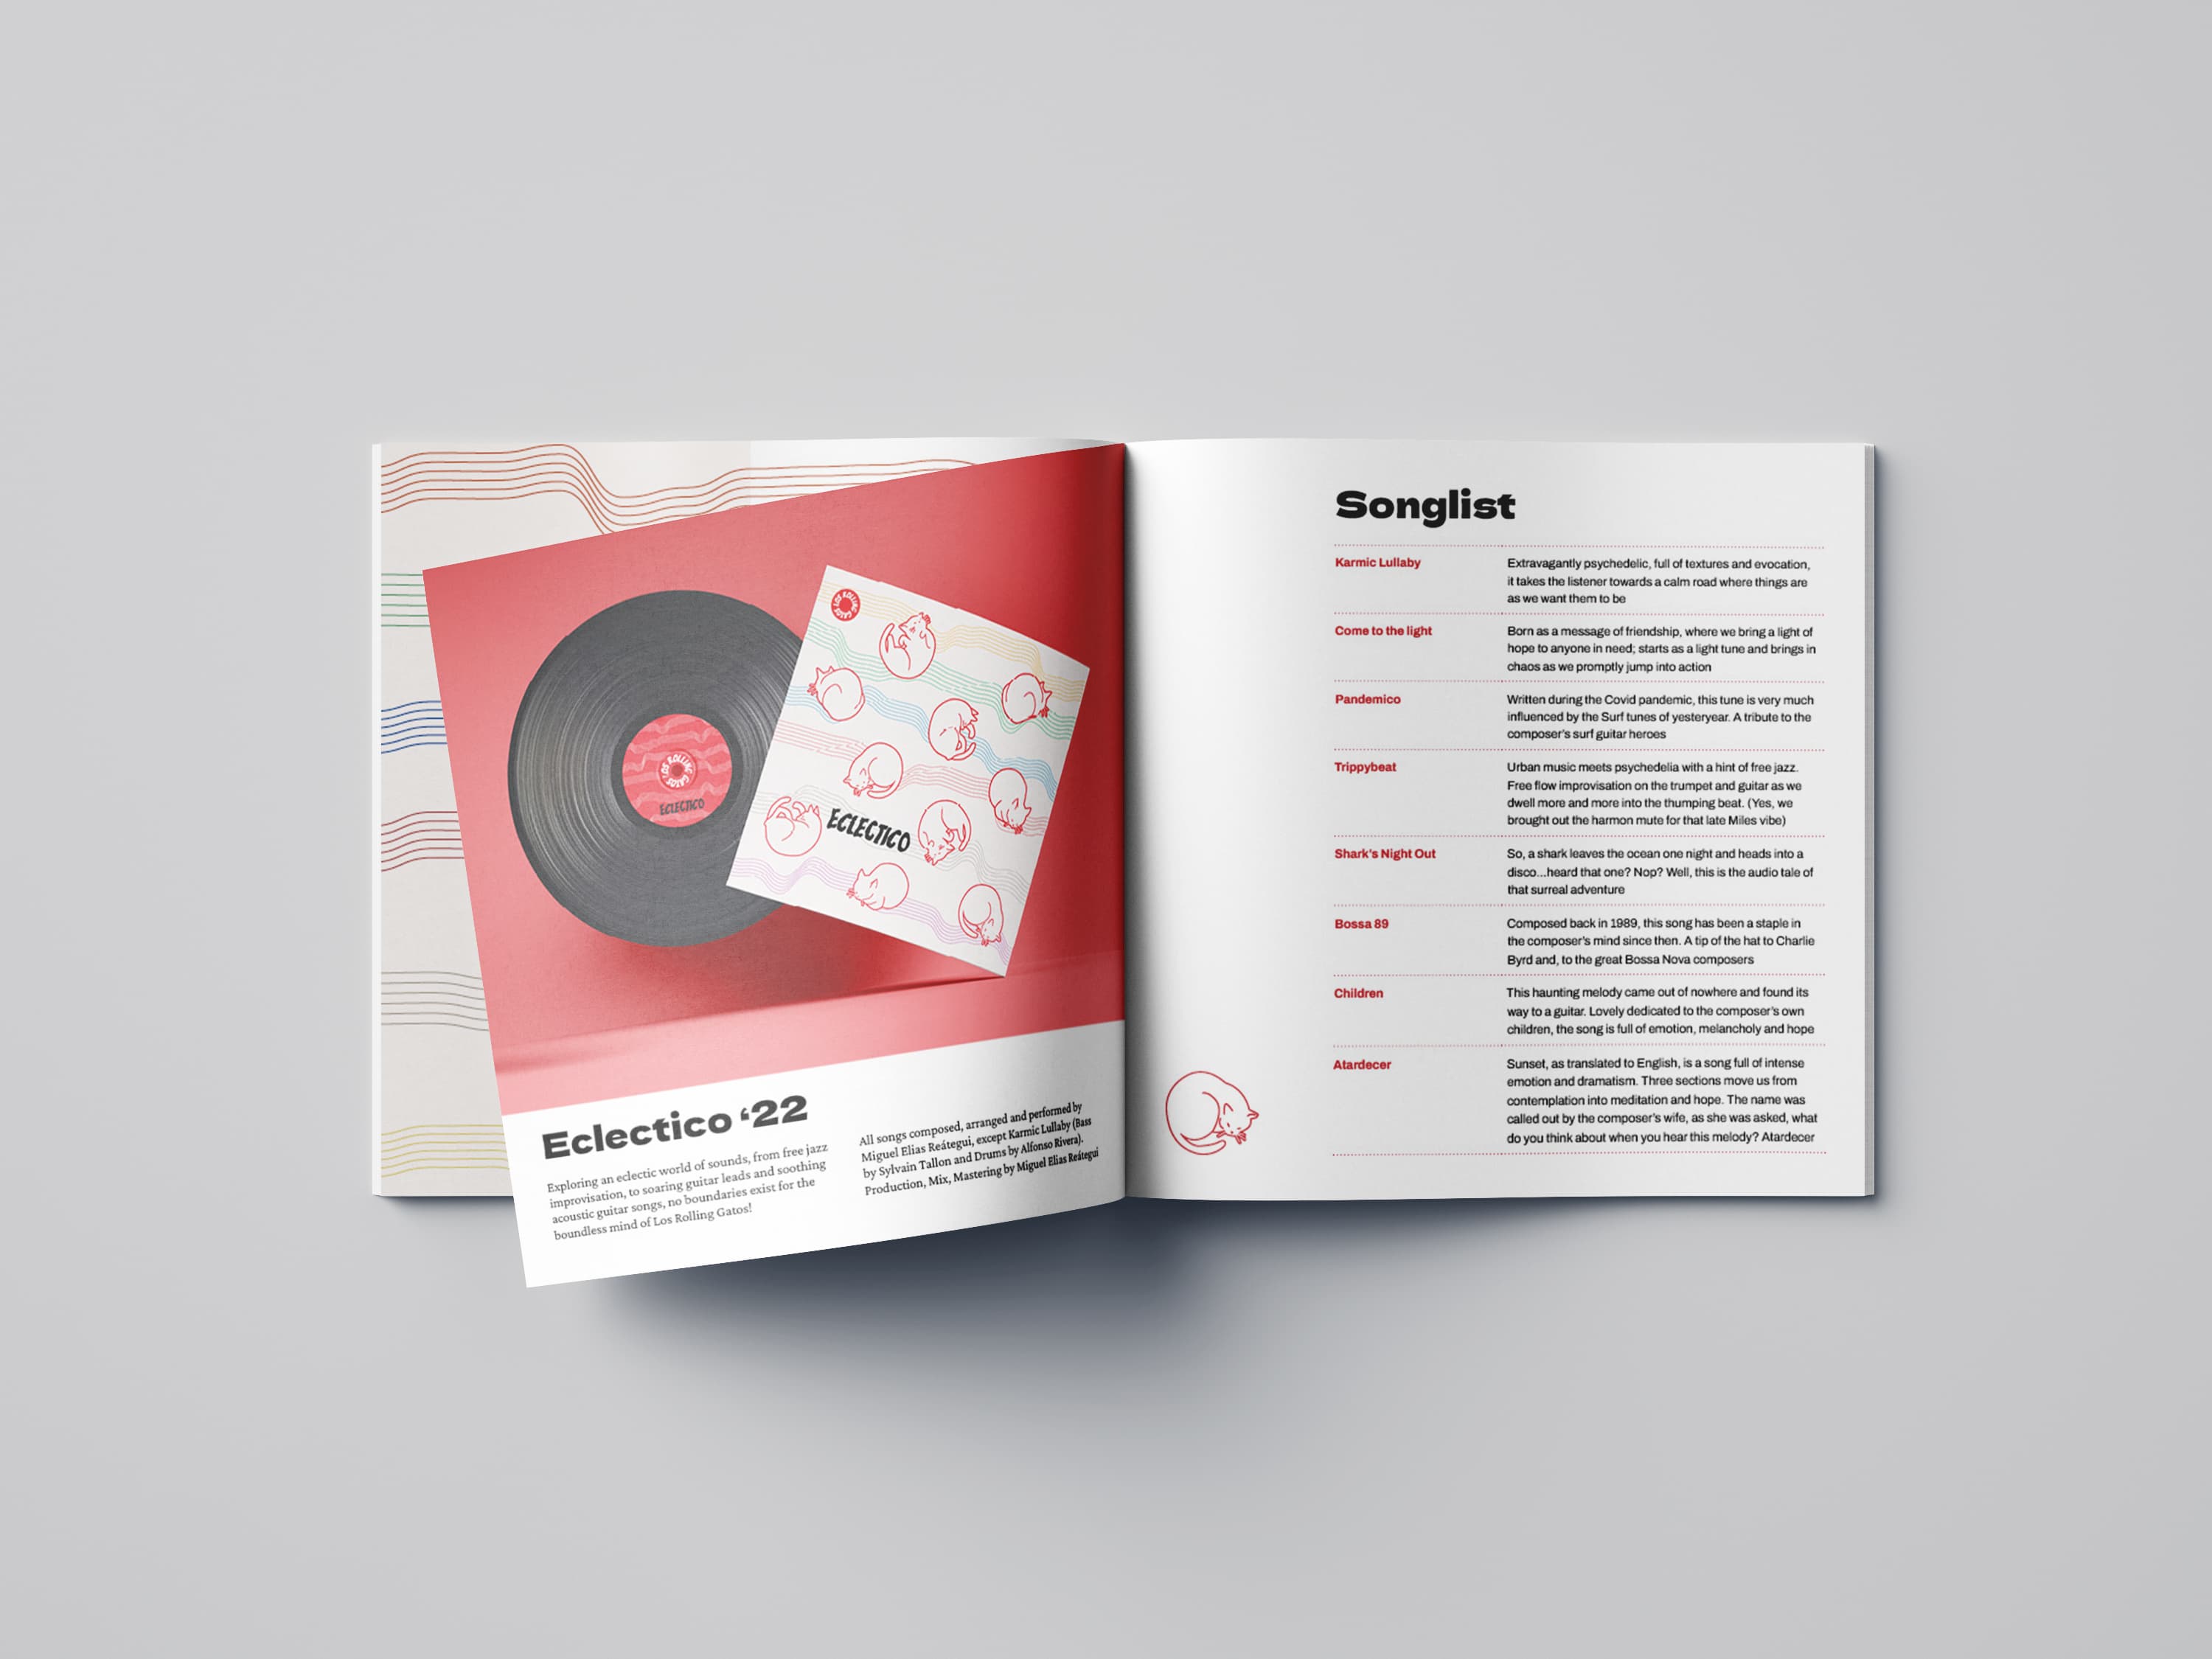 LOS ROLLING GATOS
ECLECTICO
LOS ROLLING GATOS
ECLECTICO
Eclectico ‘22
Exploring an eclectic world of sounds, from free jazz
improvisation, to soaring guitar leads and soothing
acoustic guitar songs, no boundaries exist for the
boundless mind of Los Rolling Gatos!
All songs composed, arranged and performed by
Miguel Elias Reátegui, except Karmic Lullaby (Bass
by Sylvain Tallon and Drums by Alfonso Rivera).
Production, Mix, Mastering by Miguel Elias Reátegui
Songlist
Karmic Lullaby
Extravagantly psychedelic, full of textures and evocation,
it takes the listener towards a calm road where things are
as we want them to be
Come to the light
Born as a message of friendship, where we bring a light of
hope to anyone in need; starts as a light tune and brings in
chaos as we promptly jump into action
Pandemico
Written during the Covid pandemic, this tune is very much
influenced by the Surf tunes of yesteryear. A tribute to the
composer's surf guitar heroes
Trippybeat
Urban music meets psychedelia with a hint of free jazz.
Free flow improvisation on the trumpet and guitar as we
dwell more and more into the thumping beat. (Yes, we
brought out the harmon mute for that late Miles vibe)
Shark's Night Out
So, a shark leaves the ocean one night and heads into a
disco...heard that one? Nop? Well, this is the audio tale of
that surreal adventure
Bossa 89
Composed back in 1989, this song has been a staple in
the composer's mind since then. A tip of the hat to Charlie
Byrd and, to the great Bossa Nova composers
Children
This haunting melody came out of nowhere and found its
way to a guitar. Lovely dedicated to the composer's own
children, the song is full of emotion, melancholy and hope
Atardecer
Sunset, as translated to English, is a song full of intense
emotion and dramatism. Three sections move us from
contemplation into meditation and hope. The name was
called out by the composer's wife, as she was asked, what
do you think about when you hear this melody? Atardecer